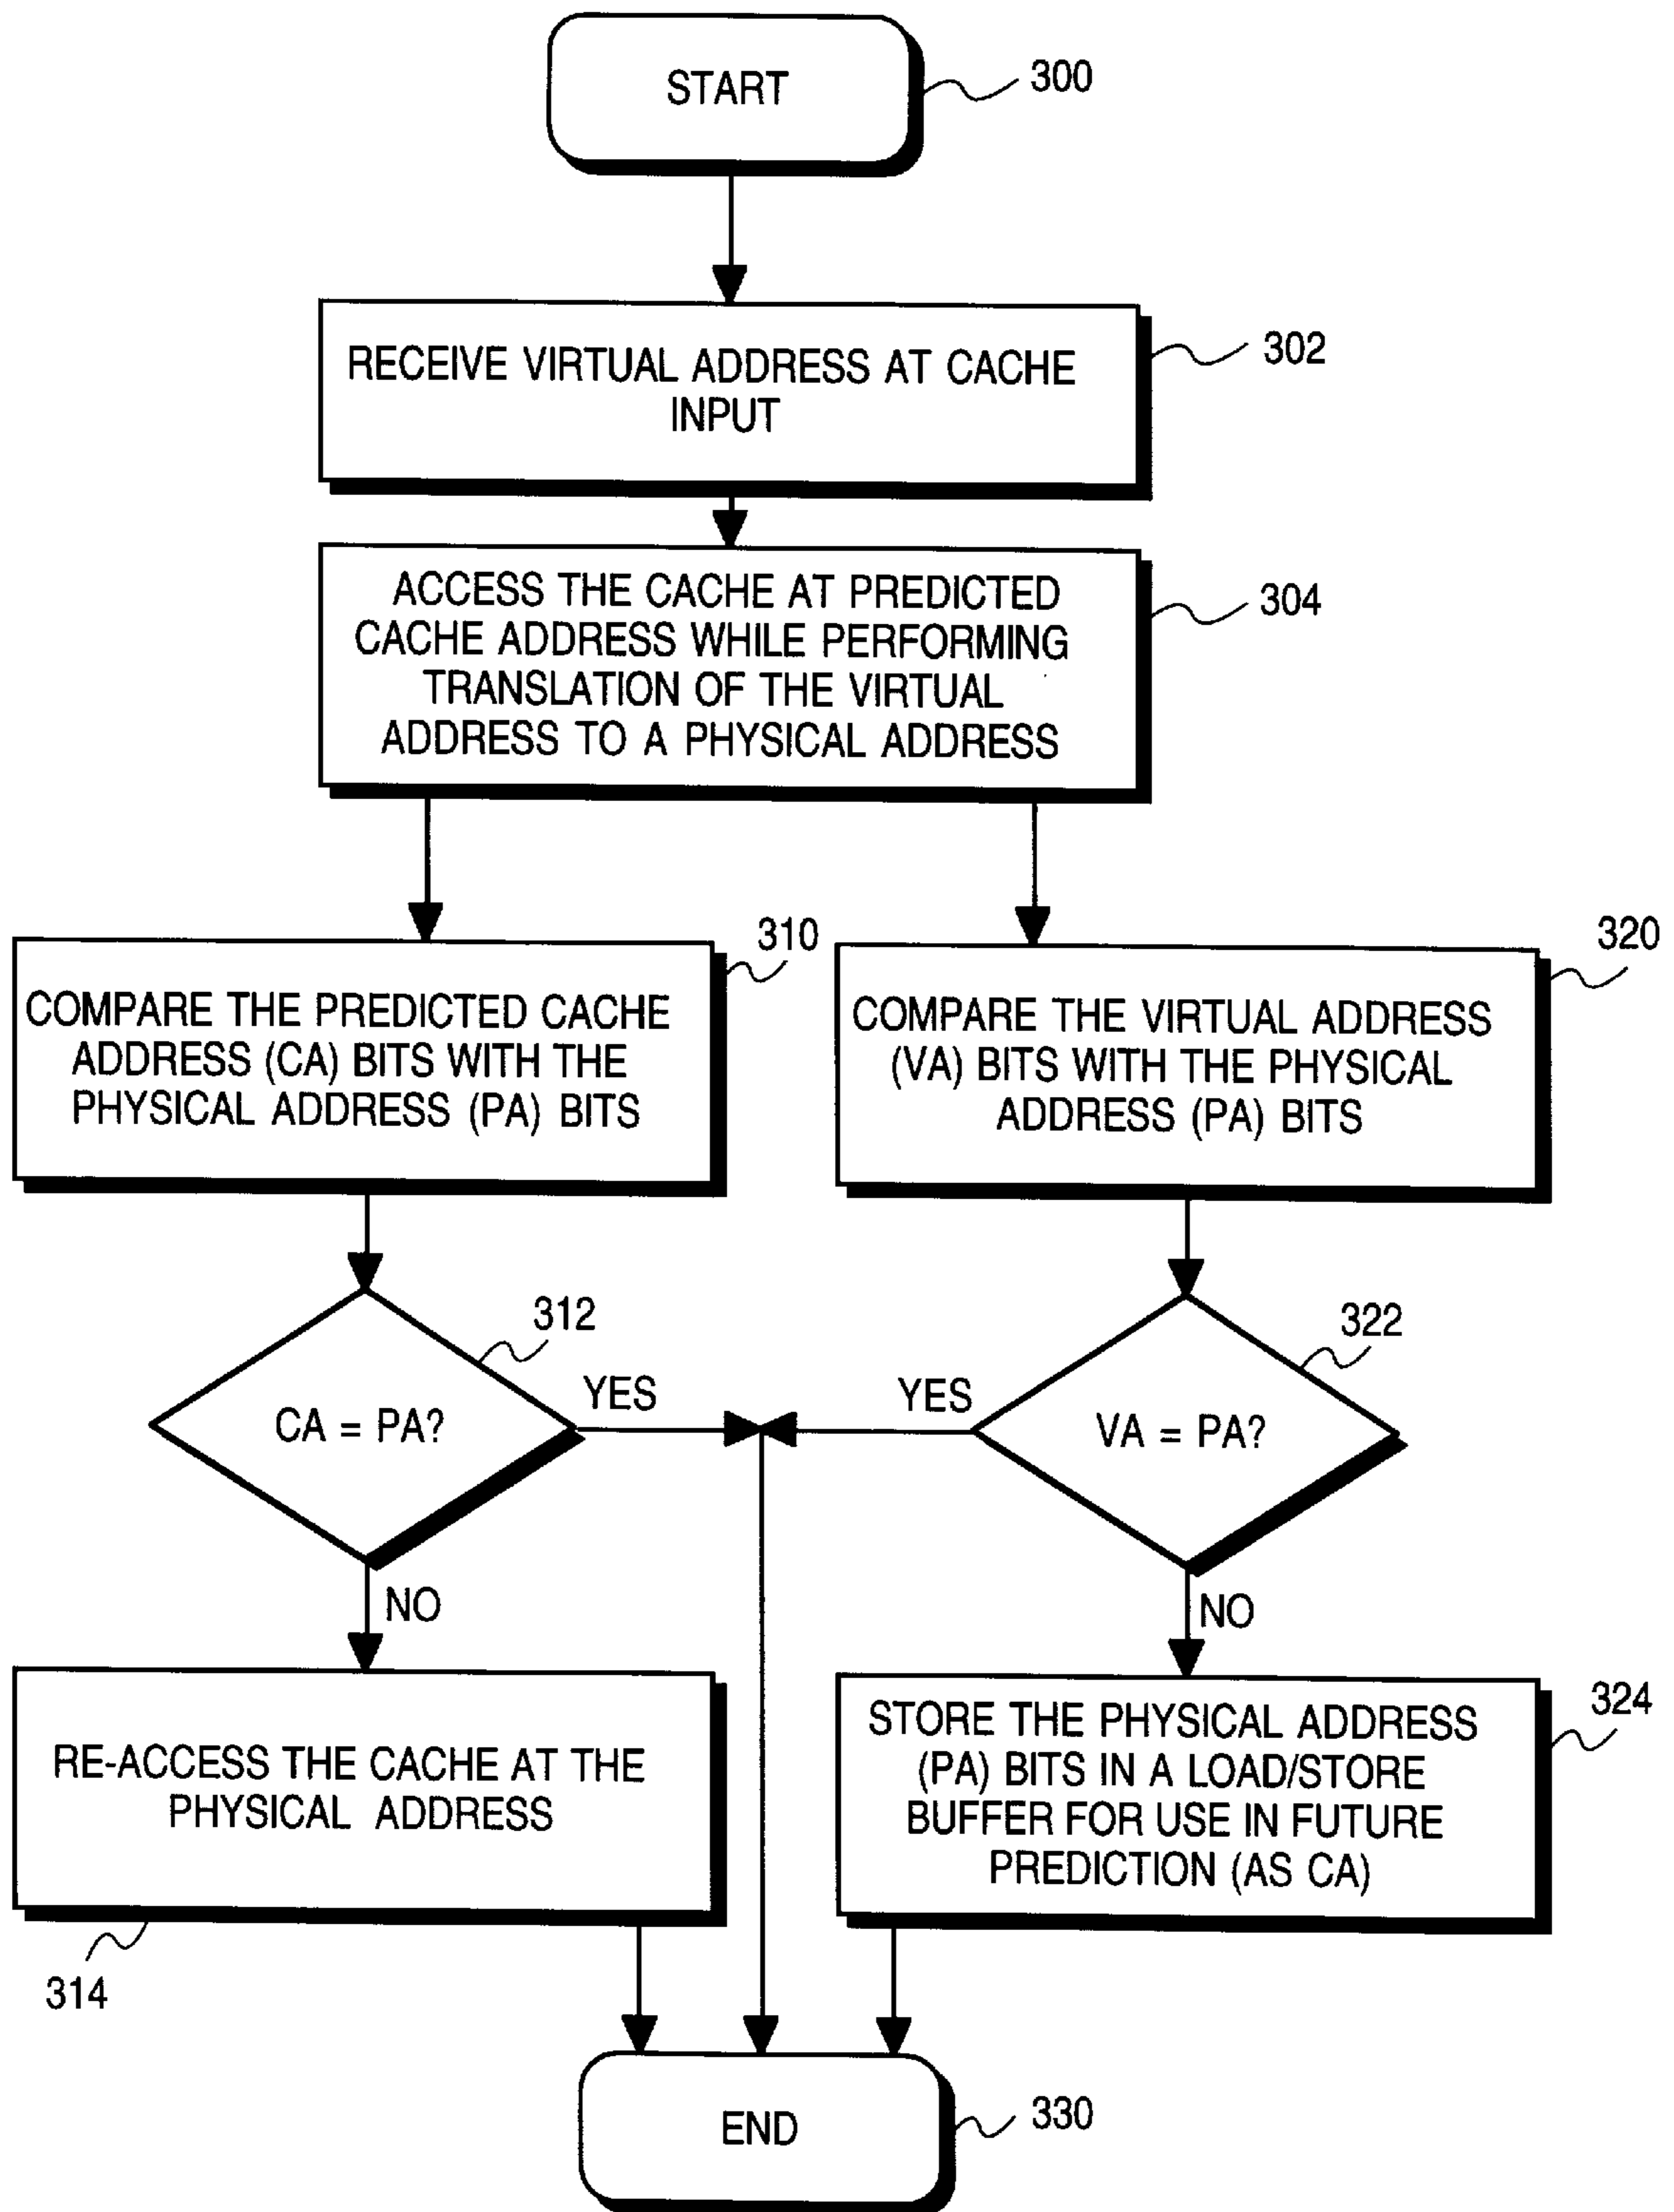 START
300
RECEIVE VIRTUAL ADDRESS AT CACHE
INPUT
302
ACCESS THE CACHE AT PREDICTED
CACHE ADDRESS WHILE PERFORMING
TRANSLATION OF THE VIRTUAL
ADDRESS TO A PHYSICAL ADDRESS
304
310
COMPARE THE PREDICTED CACHE
ADDRESS (CA) BITS WITH THE
PHYSICAL ADDRESS (PA) BITS
320
COMPARE THE VIRTUAL ADDRESS
(VA) BITS WITH THE PHYSICAL
ADDRESS (PA) BITS
312
CA = PA?
YES
NO
322
VA = PA?
YES
NO
RE-ACCESS THE CACHE AT THE
PHYSICAL ADDRESS
314
STORE THE PHYSICAL ADDRESS
(PA) BITS IN A LOAD/STORE
BUFFER FOR USE IN FUTURE
PREDICTION (AS CA)
324
END
330